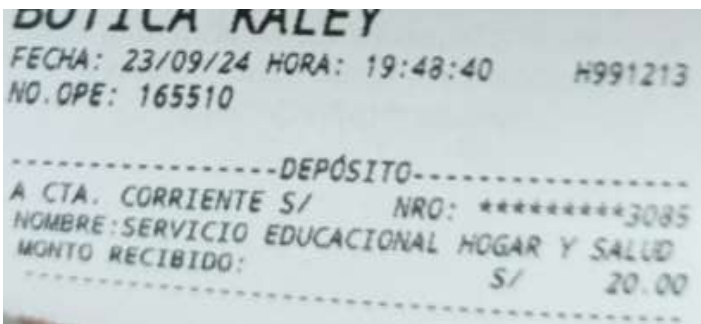 BOTICA KALEY
FECHA: 23/09/24 HORA: 19:48:40 H991213
NO.OPE: 165510
-----------------DEPÓSITO-----------------
A CTA. CORRIENTE S/ NRO: *********3085
NOMBRE:SERVICIO EDUCACIONAL HOGAR Y SALUD
MONTO RECIBIDO: S/ 20.00